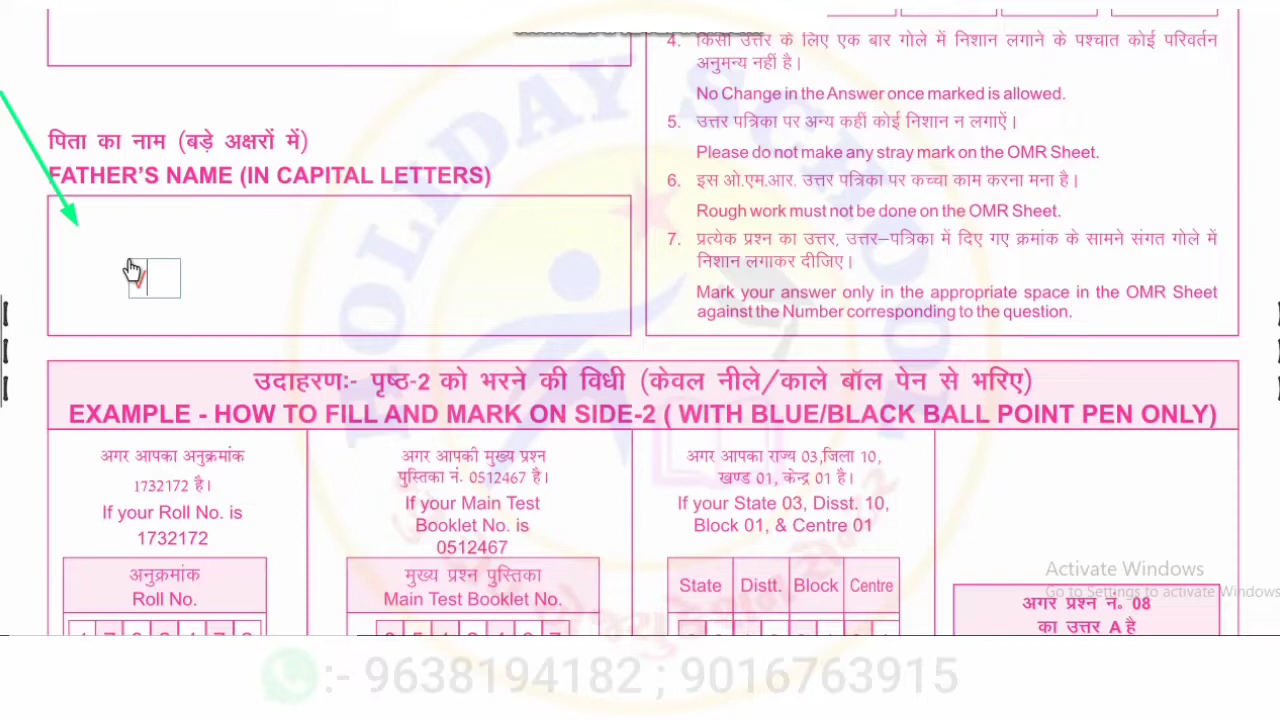 4. किसी उत्तर के लिए एक बार गोले में निशान लगाने के पश्चात कोई परिवर्तन
अनुमन्य नहीं है।
No Change in the Answer once marked is allowed.
5. उत्तर पत्रिका पर अन्य कहीं कोई निशान न लगाऐं।
Please do not make any stray mark on the OMR Sheet.
6. इस ओ.एम.आर. उत्तर पत्रिका पर कच्चा काम करना मना है।
Rough work must not be done on the OMR Sheet.
7. प्रत्येक प्रश्न का उत्तर, उत्तर–पत्रिका में दिए गए क्रमांक के सामने संगत गोले में
निशान लगाकर दीजिए।
Mark your answer only in the appropriate space in the OMR Sheet
against the Number corresponding to the question.
पिता का नाम (बड़े अक्षरों में)
FATHER'S NAME (IN CAPITAL LETTERS)
उदाहरणः- पृष्ठ-2 को भरने की विधी (केवल नीले/काले बॉल पेन से भरिए)
EXAMPLE - HOW TO FILL AND MARK ON SIDE-2 ( WITH BLUE/BLACK BALL POINT PEN ONLY)
अगर आपका अनुक्रमांक
1732172 है।
If your Roll No. is
1732172
अनुक्रमांक
Roll No.
अगर आपकी मुख्य प्रश्न
पुस्तिका नं. 0512467 है।
If your Main Test
Booklet No. is
0512467
मुख्य प्रश्न पुस्तिका
Main Test Booklet No.
अगर आपका राज्य 03,जिला 10,
खण्ड 01, केन्द्र 01 है।
If your State 03, Disst. 10,
Block 01, & Centre 01
State Distt. Block Centre
अगर प्रश्न न॰ 08
का उत्तर A है
Activate Windows
Go to Settings to activate Windows
:- 9638194182 ; 9016763915